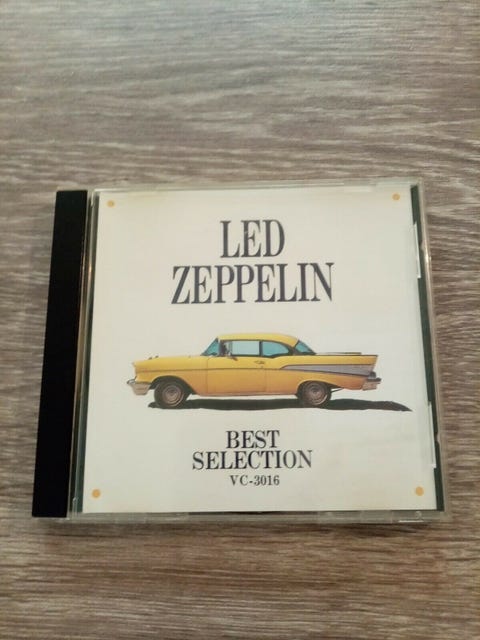 LED
ZEPPELIN
BEST
SELECTION
VC-3016